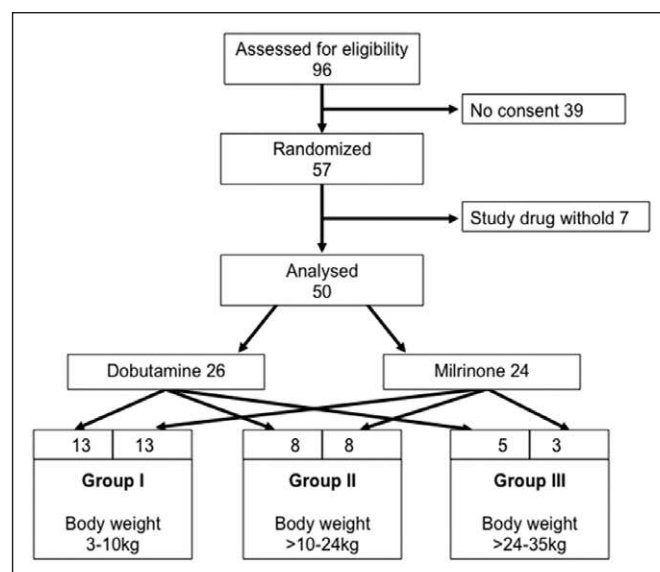 Assessed for eligibility
96
No consent 39
Randomized
57
Study drug withold 7
Analysed
50
Dobutamine 26
Milrinone 24
13 13
8 8
5 3
Group I
Body weight
3-10kg
Group II
Body weight
>10-24kg
Group III
Body weight
>24-35kg